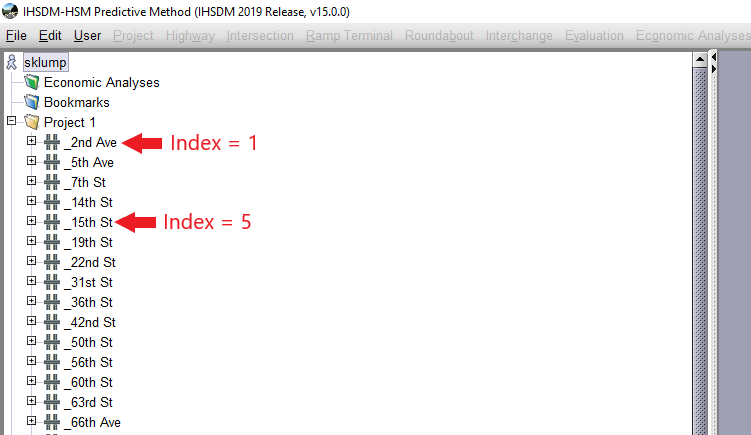 IHSDM-HSM Predictive Method (IHSDM 2019 Release, v15.0.0)
File Edit User Project Highway Intersection Ramp Terminal Roundabout Interchange Evaluation Economic Analyses
sklump
Economic Analyses
Bookmarks
Project 1
_2nd Ave Index = 1
_5th Ave
_7th St
_14th St
_15th St Index = 5
_19th St
_22nd St
_31st St
_36th St
_42nd St
_50th St
_56th St
_60th St
_63rd St
_66th Ave